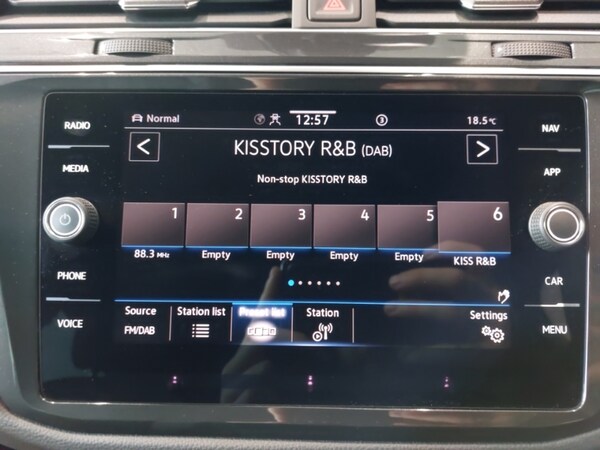 Normal 12:57 3 18.5°C
RADIO
MEDIA
PHONE
VOICE
< KISSTORY R&B (DAB) >
Non-stop KISSTORY R&B
1 2 3 4 5 6
88.3 MHz Empty Empty Empty Empty KISS R&B
Source Station list Preset list Station Settings
FM/DAB
NAV
APP
CAR
MENU